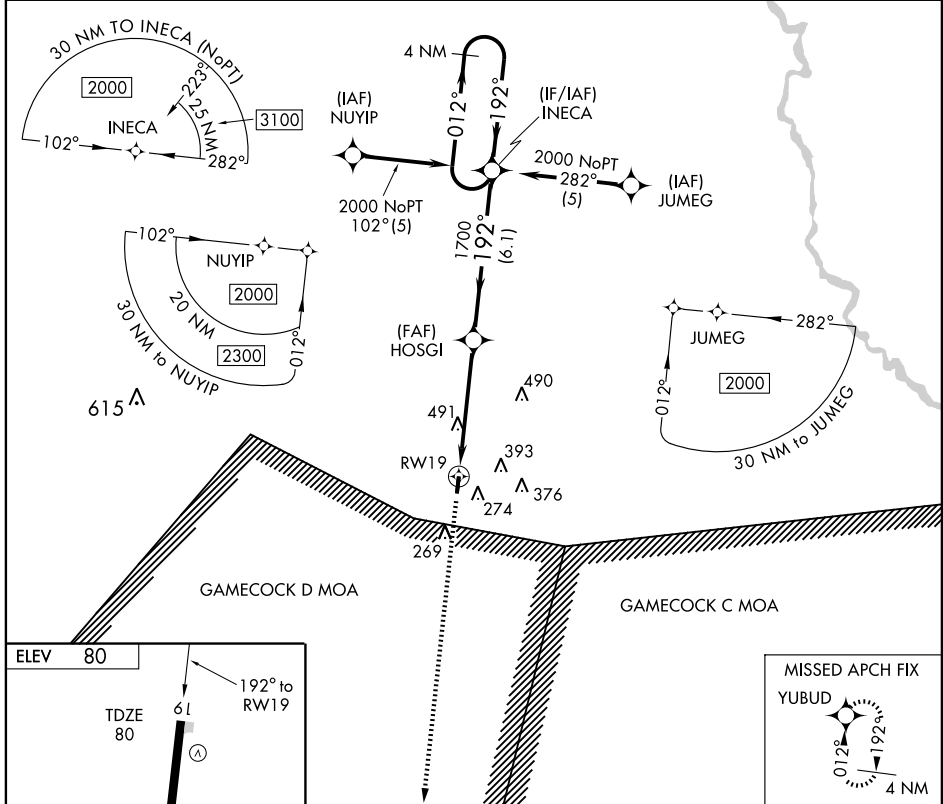 30 NM TO INECA (NoPT)
2000
223°
25 NM
3100
INECA
102°
282°
4 NM
012°
192°
(IAF)
NUYIP
(IF/IAF)
INECA
2000 NoPT
282°
(5)
(IAF)
JUMEG
2000 NoPT
102° (5)
1700
192°
(6.1)
102°
NUYIP
2000
20 NM
2300
012°
30 NM to NUYIP
(FAF)
HOSGI
JUMEG
282°
2000
012°
30 NM to JUMEG
615
490
491
RW19
393
376
274
269
GAMECOCK D MOA
GAMECOCK C MOA
ELEV 80
192° to
RW19
TDZE
80
19
MISSED APCH FIX
YUBUD
012°
192°
4 NM